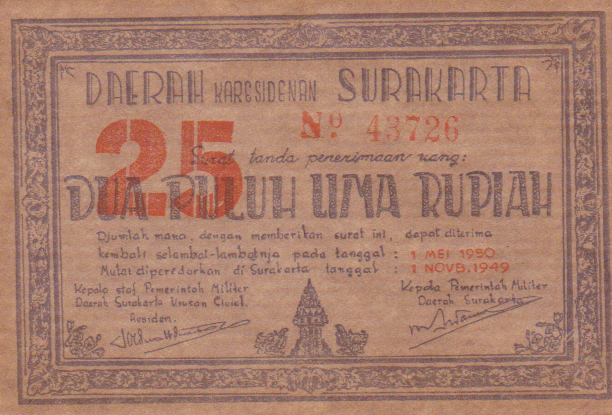 DAERAH KARESIDENAN SURAKARTA
25
Nº 43726
Surat tanda penerimaan uang:
DUA PULUH LIMA RUPIAH
Djumlah mana, dengan memberikan surat ini, dapat diterima
kembali selambat-lambatnja pada tanggal : 1 MEI 1950
Mulai diperedarkan di Surakarta tanggal : 1 NOVB. 1949
Kepala staf Pemerintah Militer
Daerah Surakarta Urusan Civiel.
Residen.
Kepala Pemerintah Militer
Daerah Surakarta